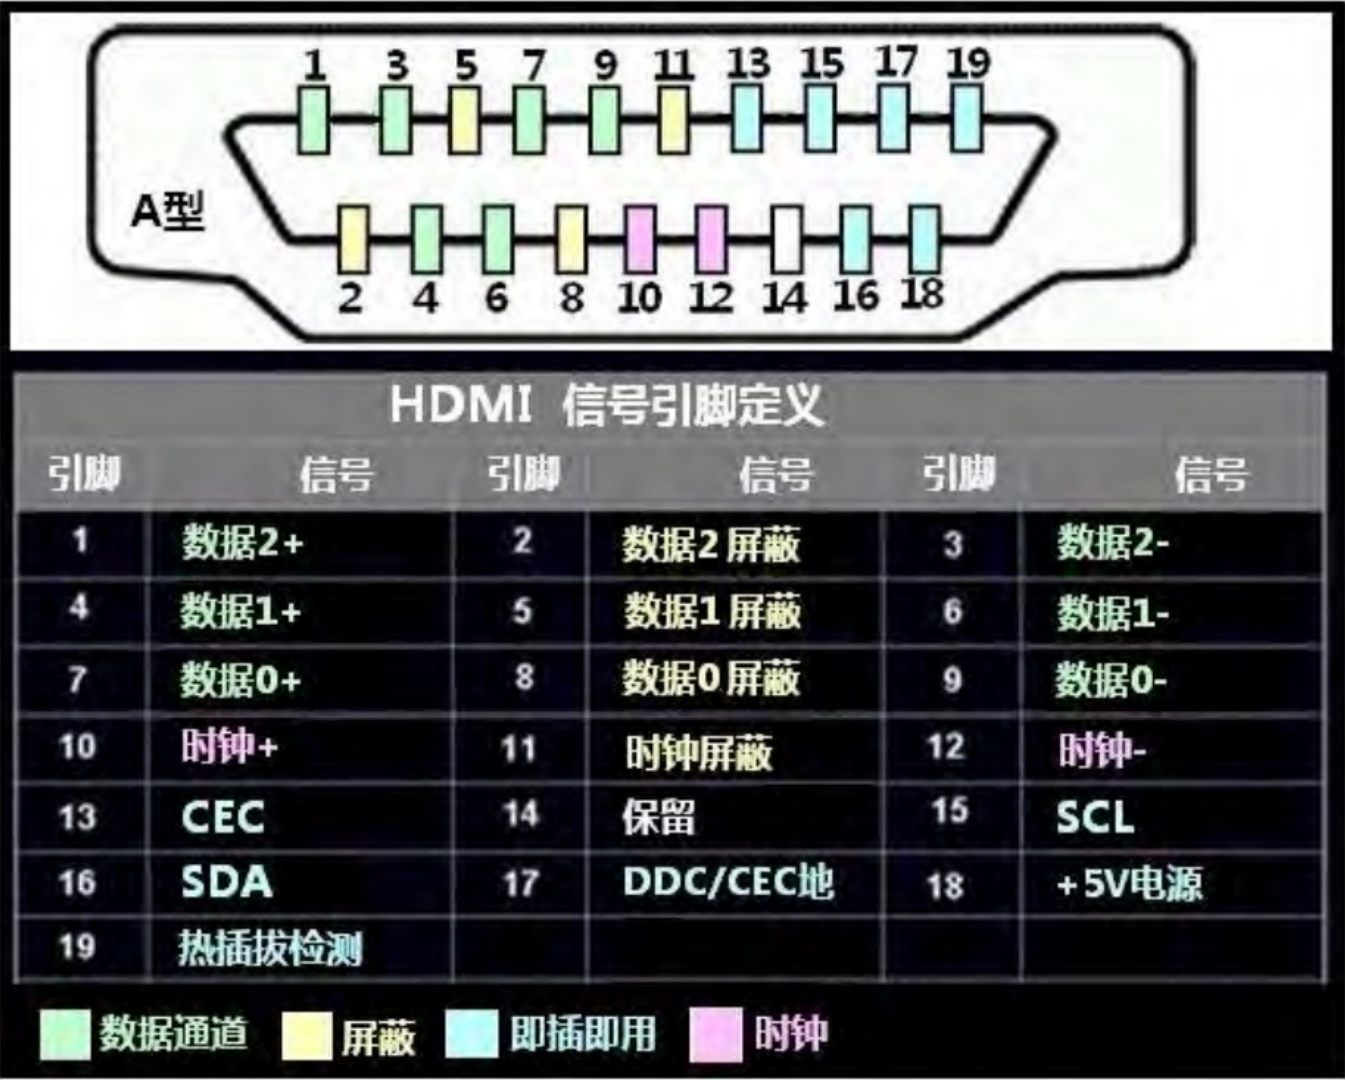 1 3 5 7 9 11 13 15 17 19
A型
2 4 6 8 10 12 14 16 18
HDMI 信号引脚定义
引脚 信号 引脚 信号 引脚 信号
1 数据2+ 2 数据2屏蔽 3 数据2-
4 数据1+ 5 数据1屏蔽 6 数据1-
7 数据0+ 8 数据0屏蔽 9 数据0-
10 时钟+ 11 时钟屏蔽 12 时钟-
13 CEC 14 保留 15 SCL
16 SDA 17 DDC/CEC地 18 +5V电源
19 热插拔检测
数据通道 屏蔽 即插即用 时钟